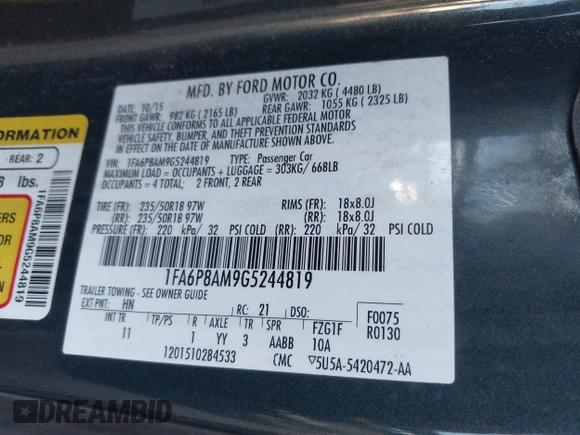 MFD. BY FORD MOTOR CO.
DATE: 10/15 GVWR: 2032 KG ( 4480 LB)
FRONT GAWR: 982 KG ( 2165 LB) REAR GAWR: 1055 KG ( 2325 LB)
THIS VEHICLE CONFORMS TO ALL APPLICABLE FEDERAL MOTOR
VEHICLE SAFETY, BUMPER, AND THEFT PREVENTION STANDARDS IN
EFFECT ON THE DATE OF MANUFACTURE SHOWN ABOVE.
VIN: 1FA6P8AM9G5244819 TYPE: Passenger Car
MAXIMUM LOAD = OCCUPANTS + LUGGAGE = 303KG/ 668LB
OCCUPANTS = 4 TOTAL; 2 FRONT, 2 REAR
TIRE (FR): 235/50R18 97W RIMS (FR): 18x8.0J
(RR): 235/50R18 97W (RR): 18x8.0J
PRESSURE (FR): 220 kPa/ 32 PSI COLD (RR): 220 kPa/ 32 PSI COLD
1FA6P8AM9G5244819
TRAILER TOWING - SEE OWNER GUIDE
EXT PNT: HN RC: 21 DSO: F0075
INT TR TP/PS R AXLE TR SPR FZG1F R0130
11 1 YY 3 AABB 10A
1201510284533 CMC ▽5U5A-5420472-AA
FORMATION
REAR: 2
lbs.
1FA6P8AM9G5244819
DREAMBID